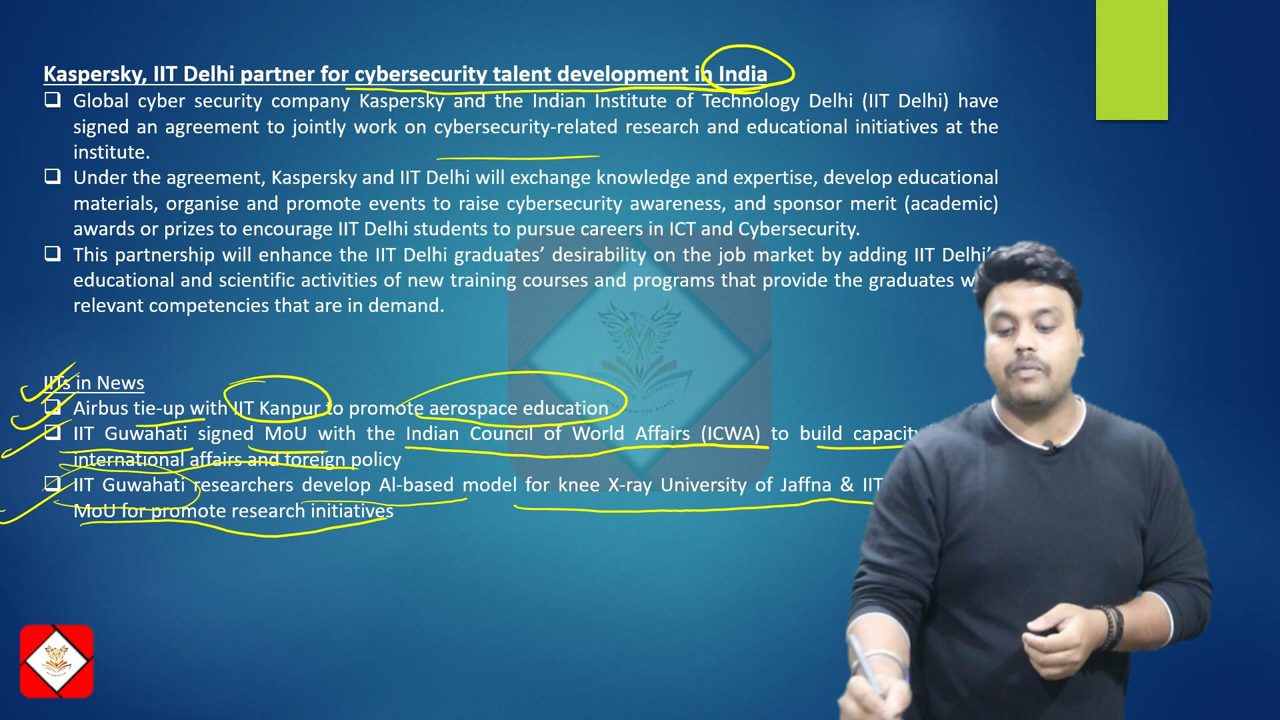 Kaspersky, IIT Delhi partner for cybersecurity talent development in India
❑ Global cyber security company Kaspersky and the Indian Institute of Technology Delhi (IIT Delhi) have
signed an agreement to jointly work on cybersecurity-related research and educational initiatives at the
institute.
❑ Under the agreement, Kaspersky and IIT Delhi will exchange knowledge and expertise, develop educational
materials, organise and promote events to raise cybersecurity awareness, and sponsor merit (academic)
awards or prizes to encourage IIT Delhi students to pursue careers in ICT and Cybersecurity.
❑ This partnership will enhance the IIT Delhi graduates’ desirability on the job market by adding IIT Delhi’
educational and scientific activities of new training courses and programs that provide the graduates
relevant competencies that are in demand.
IITs in News
❑ Airbus tie-up with IIT Kanpur to promote aerospace education
❑ IIT Guwahati signed MoU with the Indian Council of World Affairs (ICWA) to build capacity
international affairs and foreign policy
❑ IIT Guwahati researchers develop Al-based model for knee X-ray University of Jaffna & IIT
MoU for promote research initiatives